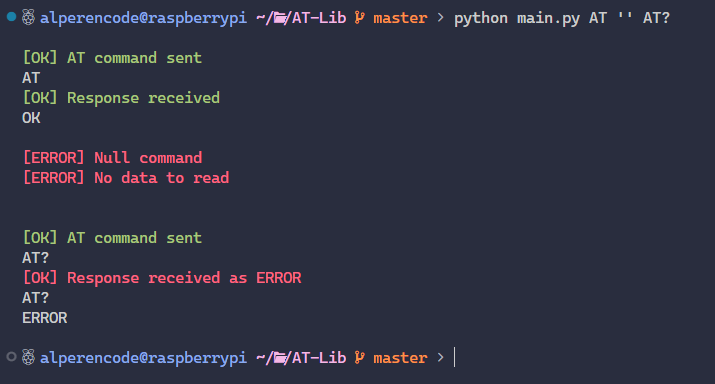 alperencode@raspberrypi ~/AT-Lib master > python main.py AT '' AT?
[OK] AT command sent
AT
[OK] Response received
OK
[ERROR] Null command
[ERROR] No data to read
[OK] AT command sent
AT?
[OK] Response received as ERROR
AT?
ERROR
alperencode@raspberrypi ~/AT-Lib master >